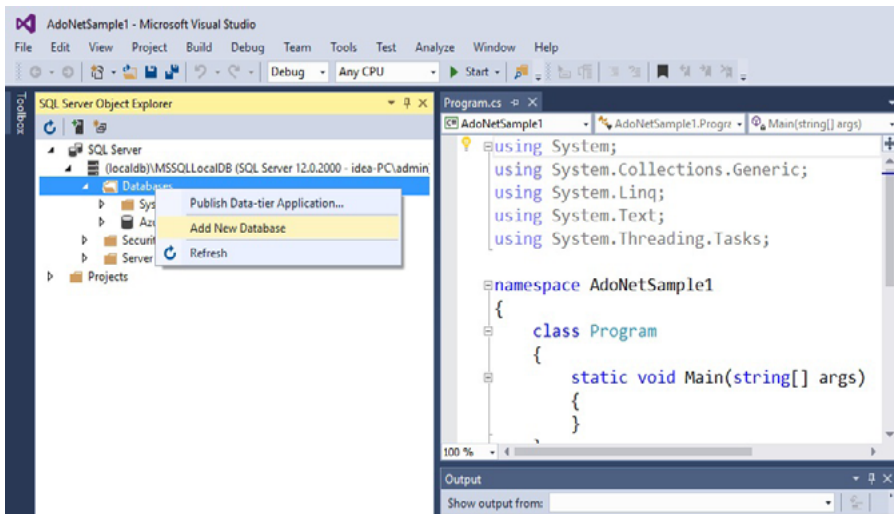 AdoNetSample1 - Microsoft Visual Studio
File Edit View Project Build Debug Team Tools Test Analyze Window Help
Debug Any CPU Start
Toolbox
SQL Server Object Explorer
SQL Server
(localdb)\MSSQLLocalDB (SQL Server 12.0.2000 - idea-PC\admin
Databases
Sys
Az
Securit
Server
Projects
Publish Data-tier Application...
Add New Database
Refresh
Program.cs
AdoNetSample1 AdoNetSample1.Progra Main(string[] args)
using System;
using System.Collections.Generic;
using System.Linq;
using System.Text;
using System.Threading.Tasks;
namespace AdoNetSample1
{
class Program
{
static void Main(string[] args)
{
}
100 %
Output
Show output from: